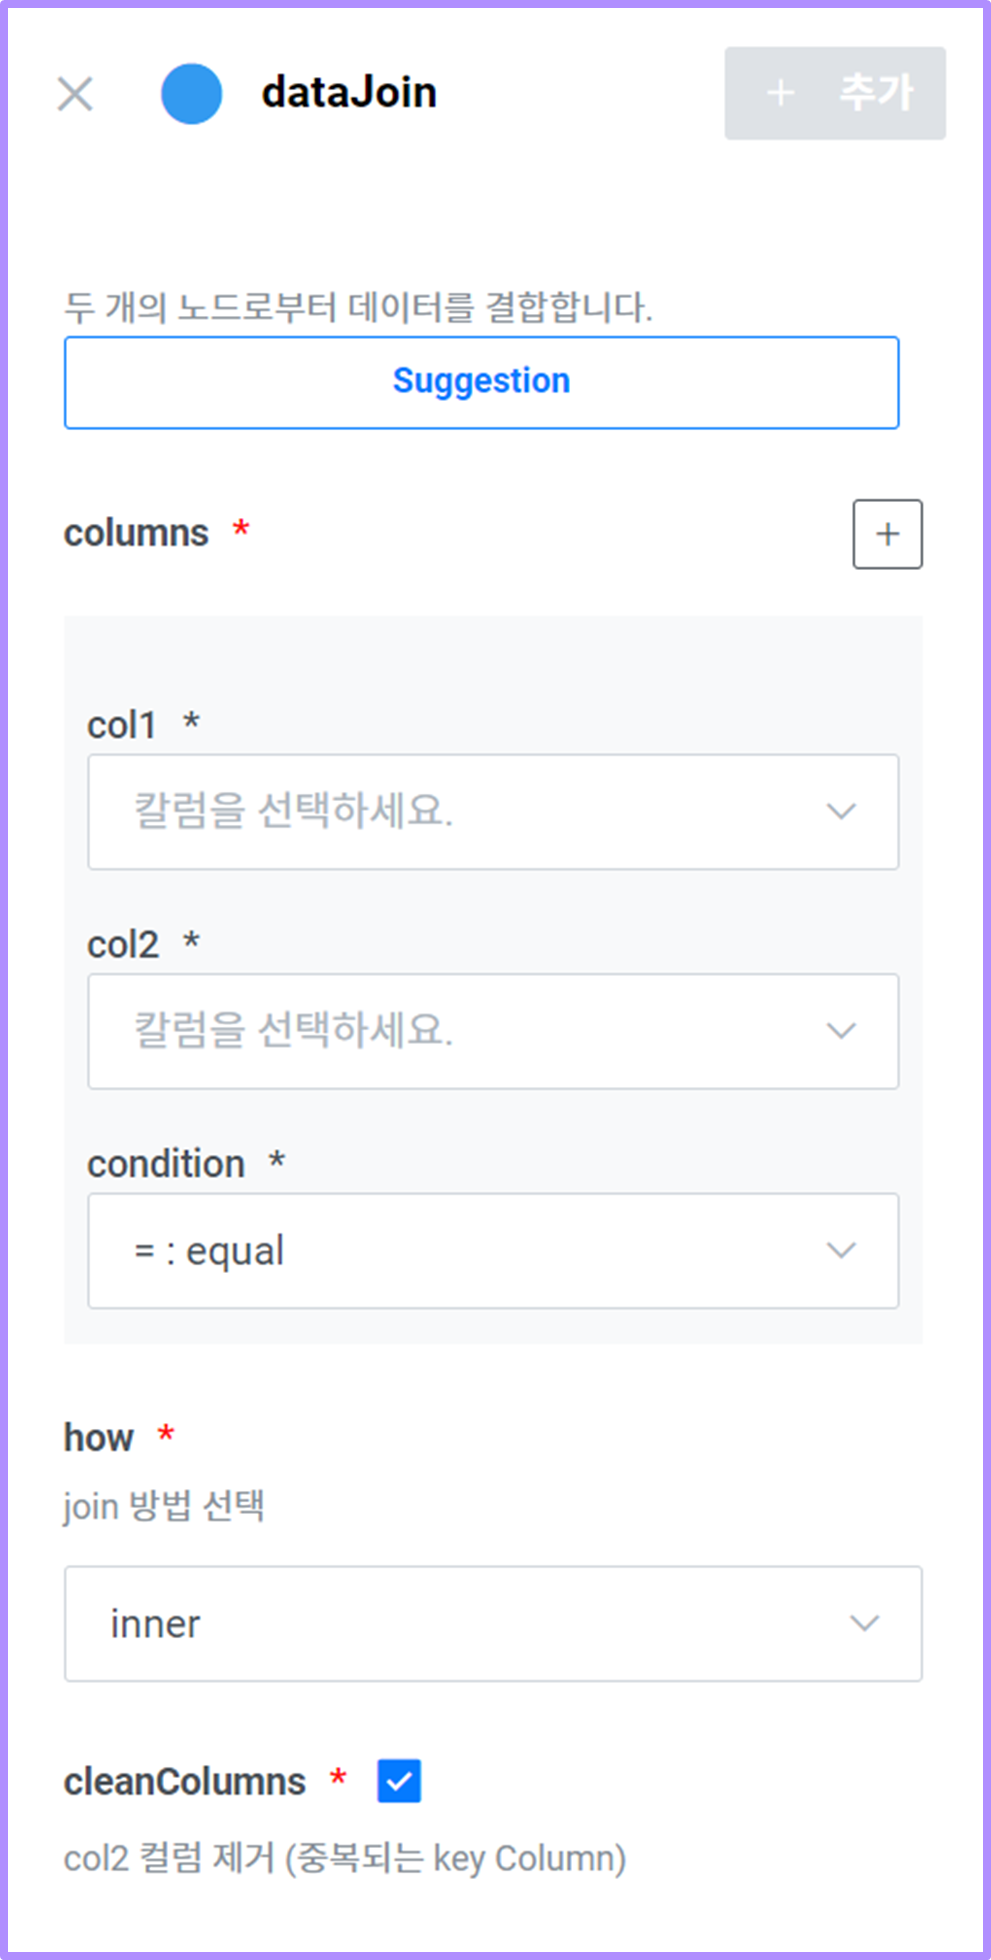 dataJoin
+ 추가
두 개의 노드로부터 데이터를 결합합니다.
Suggestion
columns *
+
col1 *
칼럼을 선택하세요.
col2 *
칼럼을 선택하세요.
condition *
= : equal
how *
join 방법 선택
inner
cleanColumns *
col2 컬럼 제거 (중복되는 key Column)